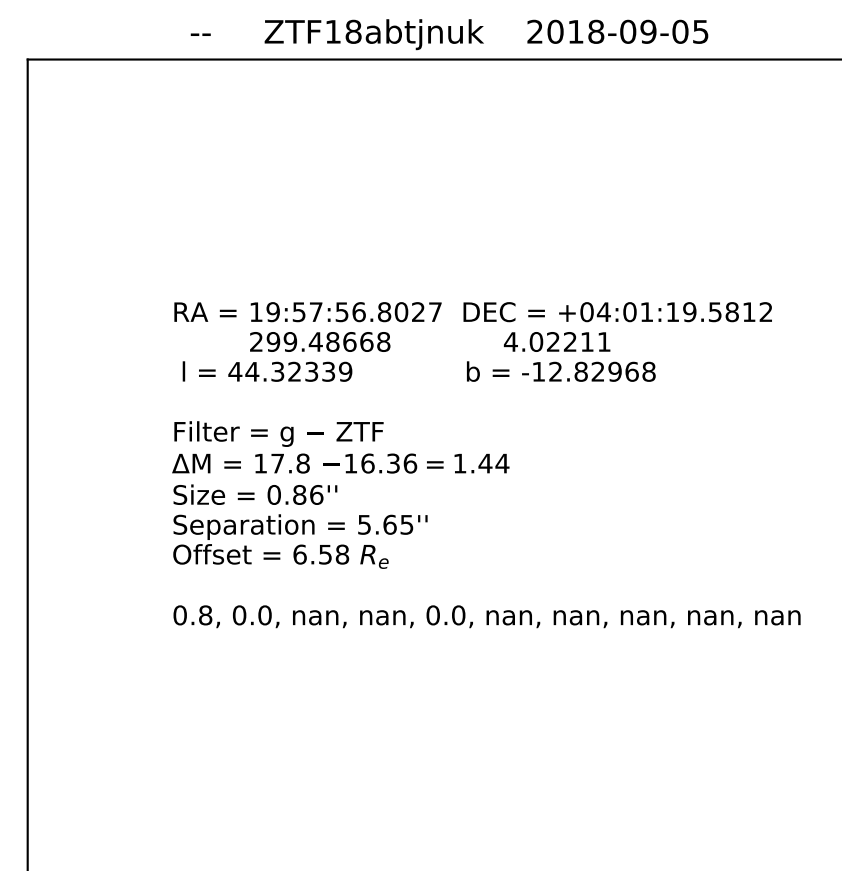 -- ZTF18abtjnuk 2018-09-05
RA = 19:57:56.8027 DEC = +04:01:19.5812
299.48668 4.02211
l = 44.32339 b = -12.82968
Filter = g − ZTF
ΔM = 17.8 −16.36 = 1.44
Size = 0.86''
Separation = 5.65''
Offset = 6.58 Re
0.8, 0.0, nan, nan, 0.0, nan, nan, nan, nan, nan